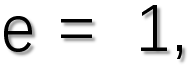 e = 1,